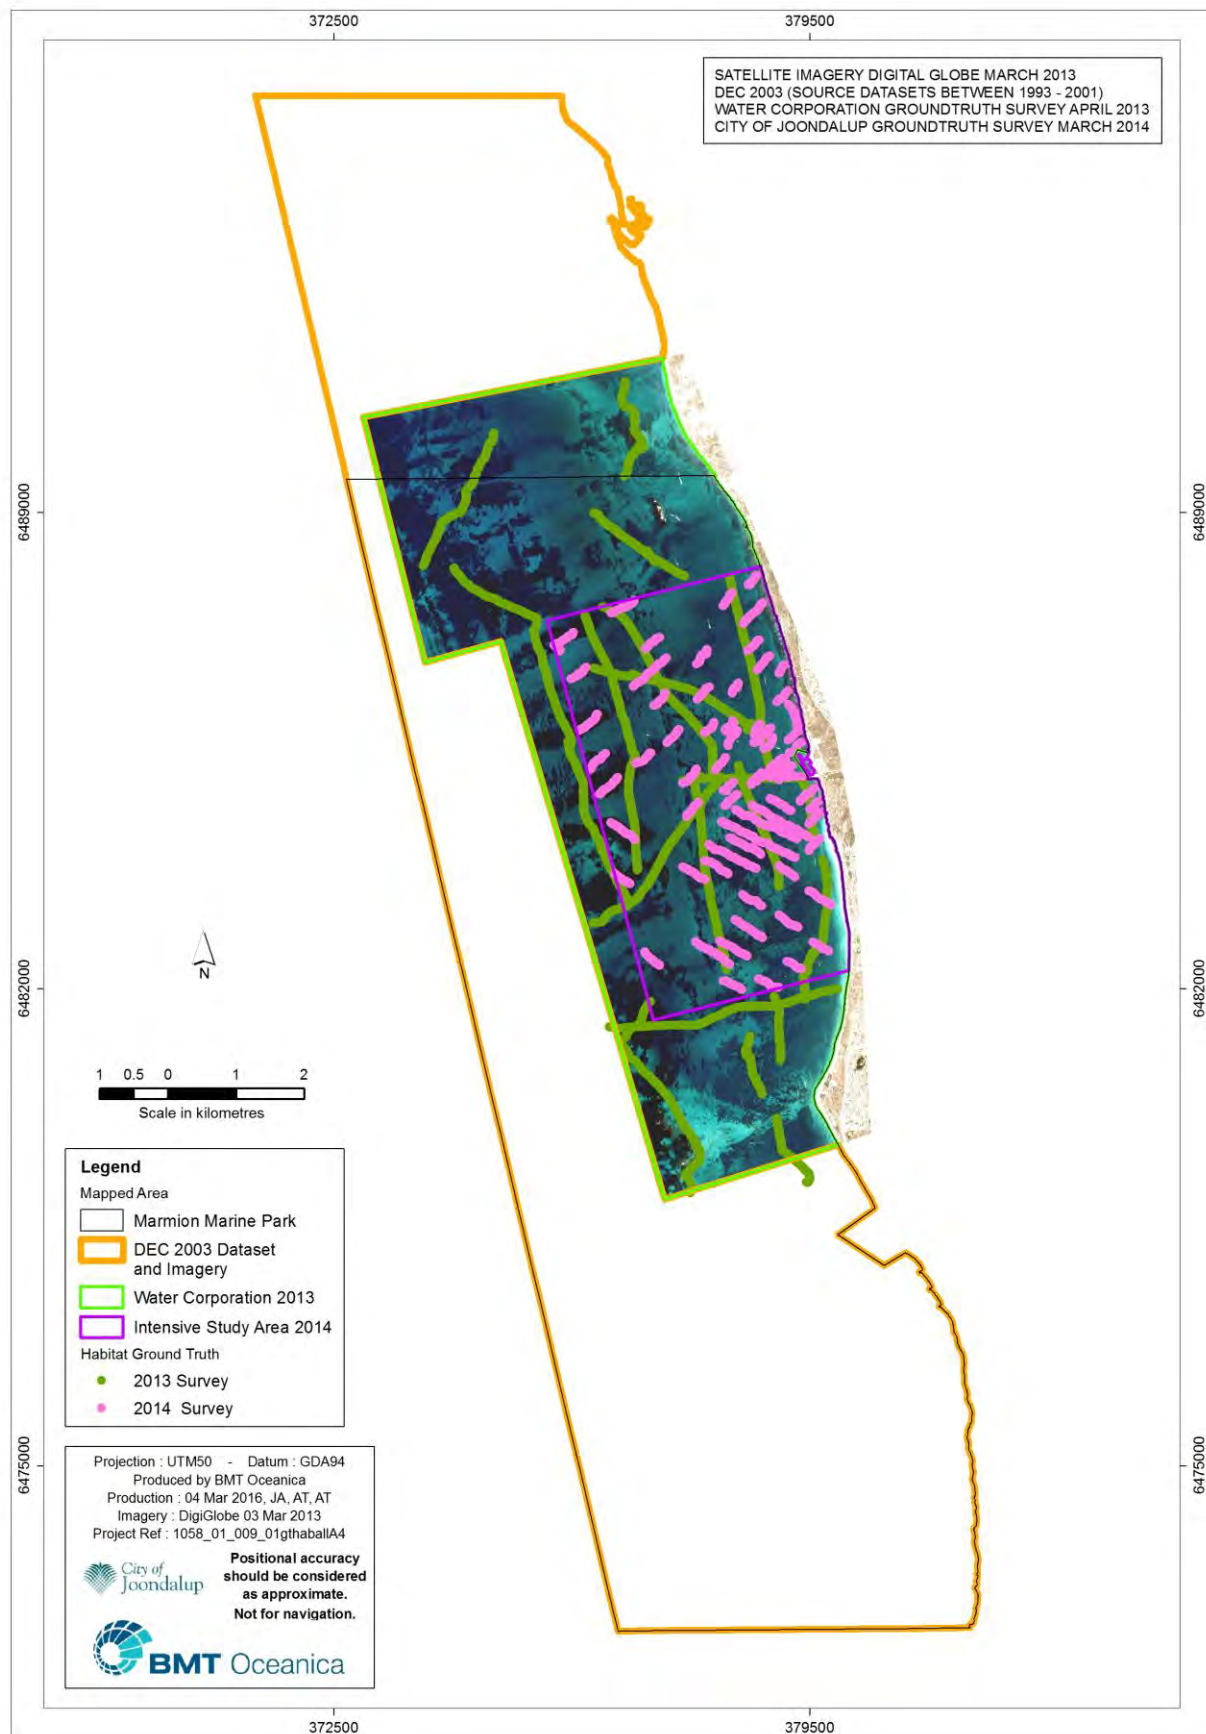 372500
379500
SATELLITE IMAGERY DIGITAL GLOBE MARCH 2013
DEC 2003 (SOURCE DATASETS BETWEEN 1993 - 2001)
WATER CORPORATION GROUNDTRUTH SURVEY APRIL 2013
CITY OF JOONDALUP GROUNDTRUTH SURVEY MARCH 2014
6489000
6489000
6482000
6482000
N
1 0.5 0 1 2
Scale in kilometres
Legend
Mapped Area
Marmion Marine Park
DEC 2003 Dataset
and Imagery
Water Corporation 2013
Intensive Study Area 2014
Habitat Ground Truth
2013 Survey
2014 Survey
6475000
6475000
Projection : UTM50 - Datum : GDA94
Produced by BMT Oceanica
Production : 04 Mar 2016, JA, AT, AT
Imagery : DigiGlobe 03 Mar 2013
Project Ref : 1058_01_009_01gthaballA4
City of
Joondalup
Positional accuracy
should be considered
as approximate.
Not for navigation.
BMT Oceanica
372500
379500